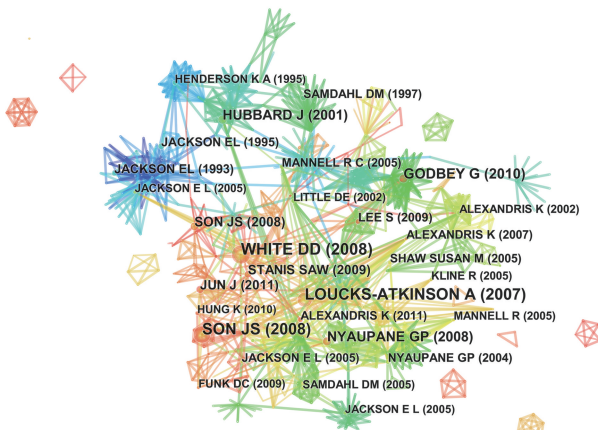 HENDERSON K A (1995)
SAMDAHL DM (1997)
HUBBARD J (2001)
JACKSON EL (1995)
MANNELL R C (2005)
JACKSON EL (1993)
GODBEY G (2010)
JACKSON E L (2005)
LITTLE DE (2002)
ALEXANDRIS K (2002)
LEE S (2009)
SON JS (2008)
ALEXANDRIS K (2007)
WHITE DD (2008)
SHAW SUSAN M (2005)
STANIS SAW (2009)
KLINE R (2005)
JUN J (2011)
LOUCKS-ATKINSON A (2007)
HUNG K (2010)
ALEXANDRIS K (2011)
MANNELL R (2005)
SON JS (2008)
NYAUPANE GP (2008)
JACKSON E L (2005)
NYAUPANE GP (2004)
FUNK DC (2009)
SAMDAHL DM (2005)
JACKSON E L (2005)